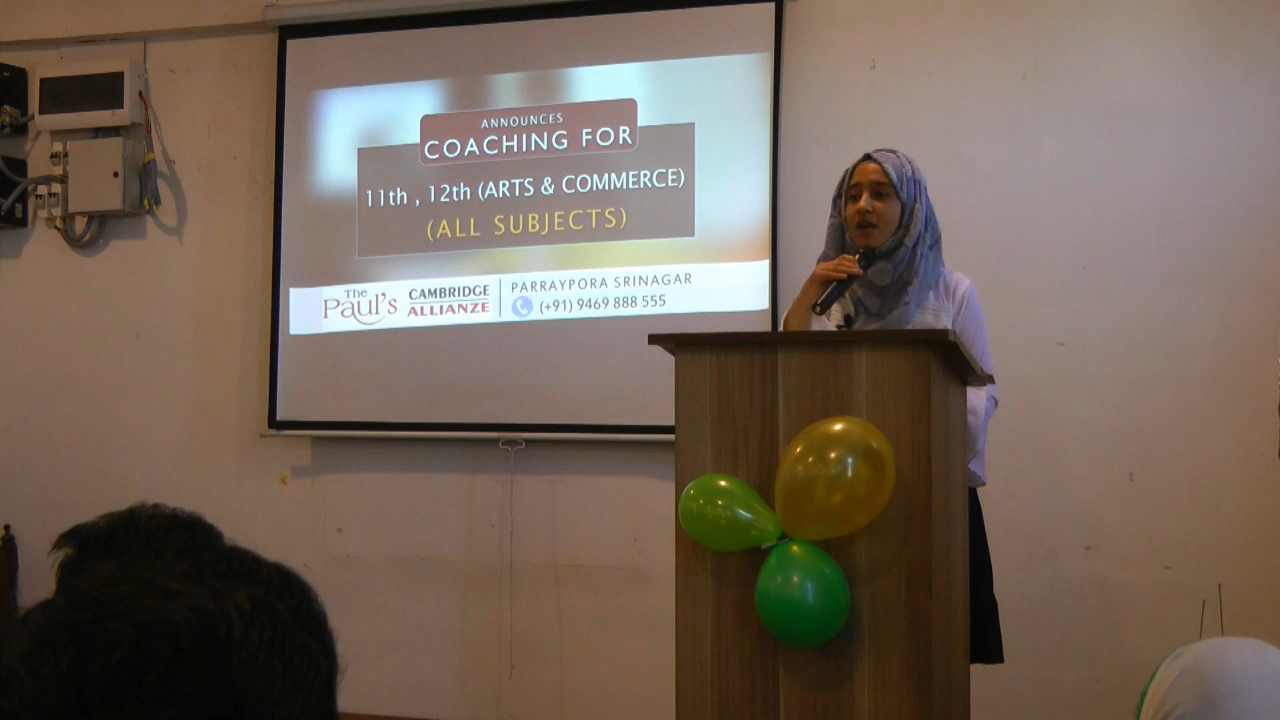 ANNOUNCES
COACHING FOR
11th , 12th (ARTS & COMMERCE)
(ALL SUBJECTS)
The
Paul's
CAMBRIDGE
ALLIANZE
PARRAYPORA SRINAGAR
(+91) 9469 888 555